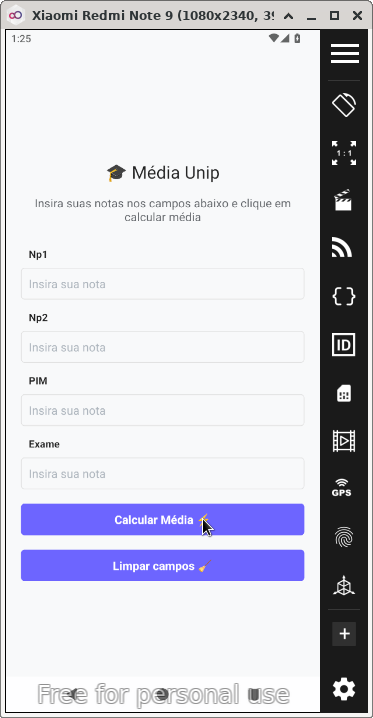 Xiaomi Redmi Note 9 (1080x2340, 39
1:25
🎓 Média Unip
Insira suas notas nos campos abaixo e clique em
calcular média
Np1
Insira sua nota
Np2
Insira sua nota
PIM
Insira sua nota
Exame
Insira sua nota
Calcular Média ⚡
Limpar campos 🧹
Free for personal use
1:1
ID
GPS